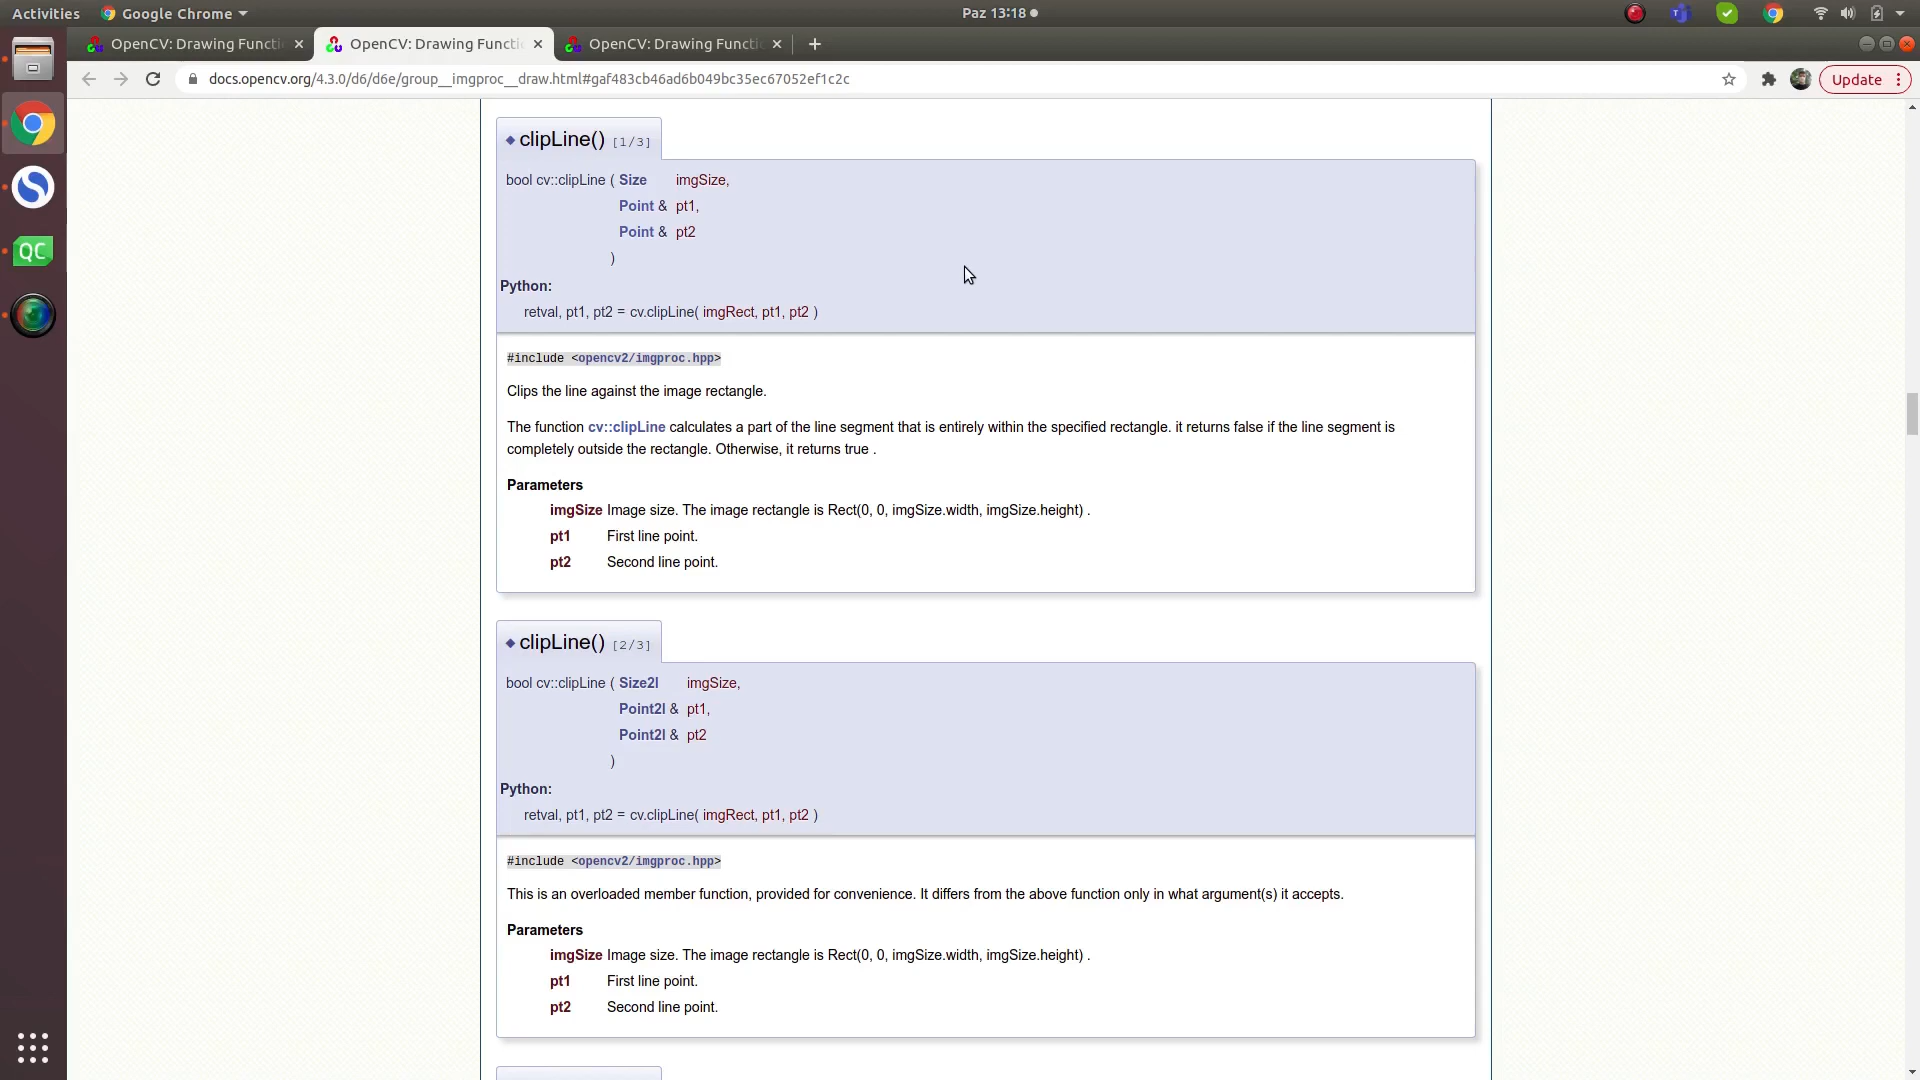 Activities
Google Chrome
Paz 13:18
OpenCV: Drawing Functi
OpenCV: Drawing Functi
OpenCV: Drawing Functi
docs.opencv.org/4.3.0/d6/d6e/group__imgproc__draw.html#gaf483cb46ad6b049bc35ec67052ef1c2c
Update
QC
clipLine() [1/3]
bool cv::clipLine ( Size imgSize,
Point & pt1,
Point & pt2
)
Python:
retval, pt1, pt2 = cv.clipLine( imgRect, pt1, pt2 )
#include <opencv2/imgproc.hpp>
Clips the line against the image rectangle.
The function cv::clipLine calculates a part of the line segment that is entirely within the specified rectangle. it returns false if the line segment is
completely outside the rectangle. Otherwise, it returns true .
Parameters
imgSize Image size. The image rectangle is Rect(0, 0, imgSize.width, imgSize.height) .
pt1 First line point.
pt2 Second line point.
clipLine() [2/3]
bool cv::clipLine ( Size2l imgSize,
Point2l & pt1,
Point2l & pt2
)
Python:
retval, pt1, pt2 = cv.clipLine( imgRect, pt1, pt2 )
#include <opencv2/imgproc.hpp>
This is an overloaded member function, provided for convenience. It differs from the above function only in what argument(s) it accepts.
Parameters
imgSize Image size. The image rectangle is Rect(0, 0, imgSize.width, imgSize.height) .
pt1 First line point.
pt2 Second line point.